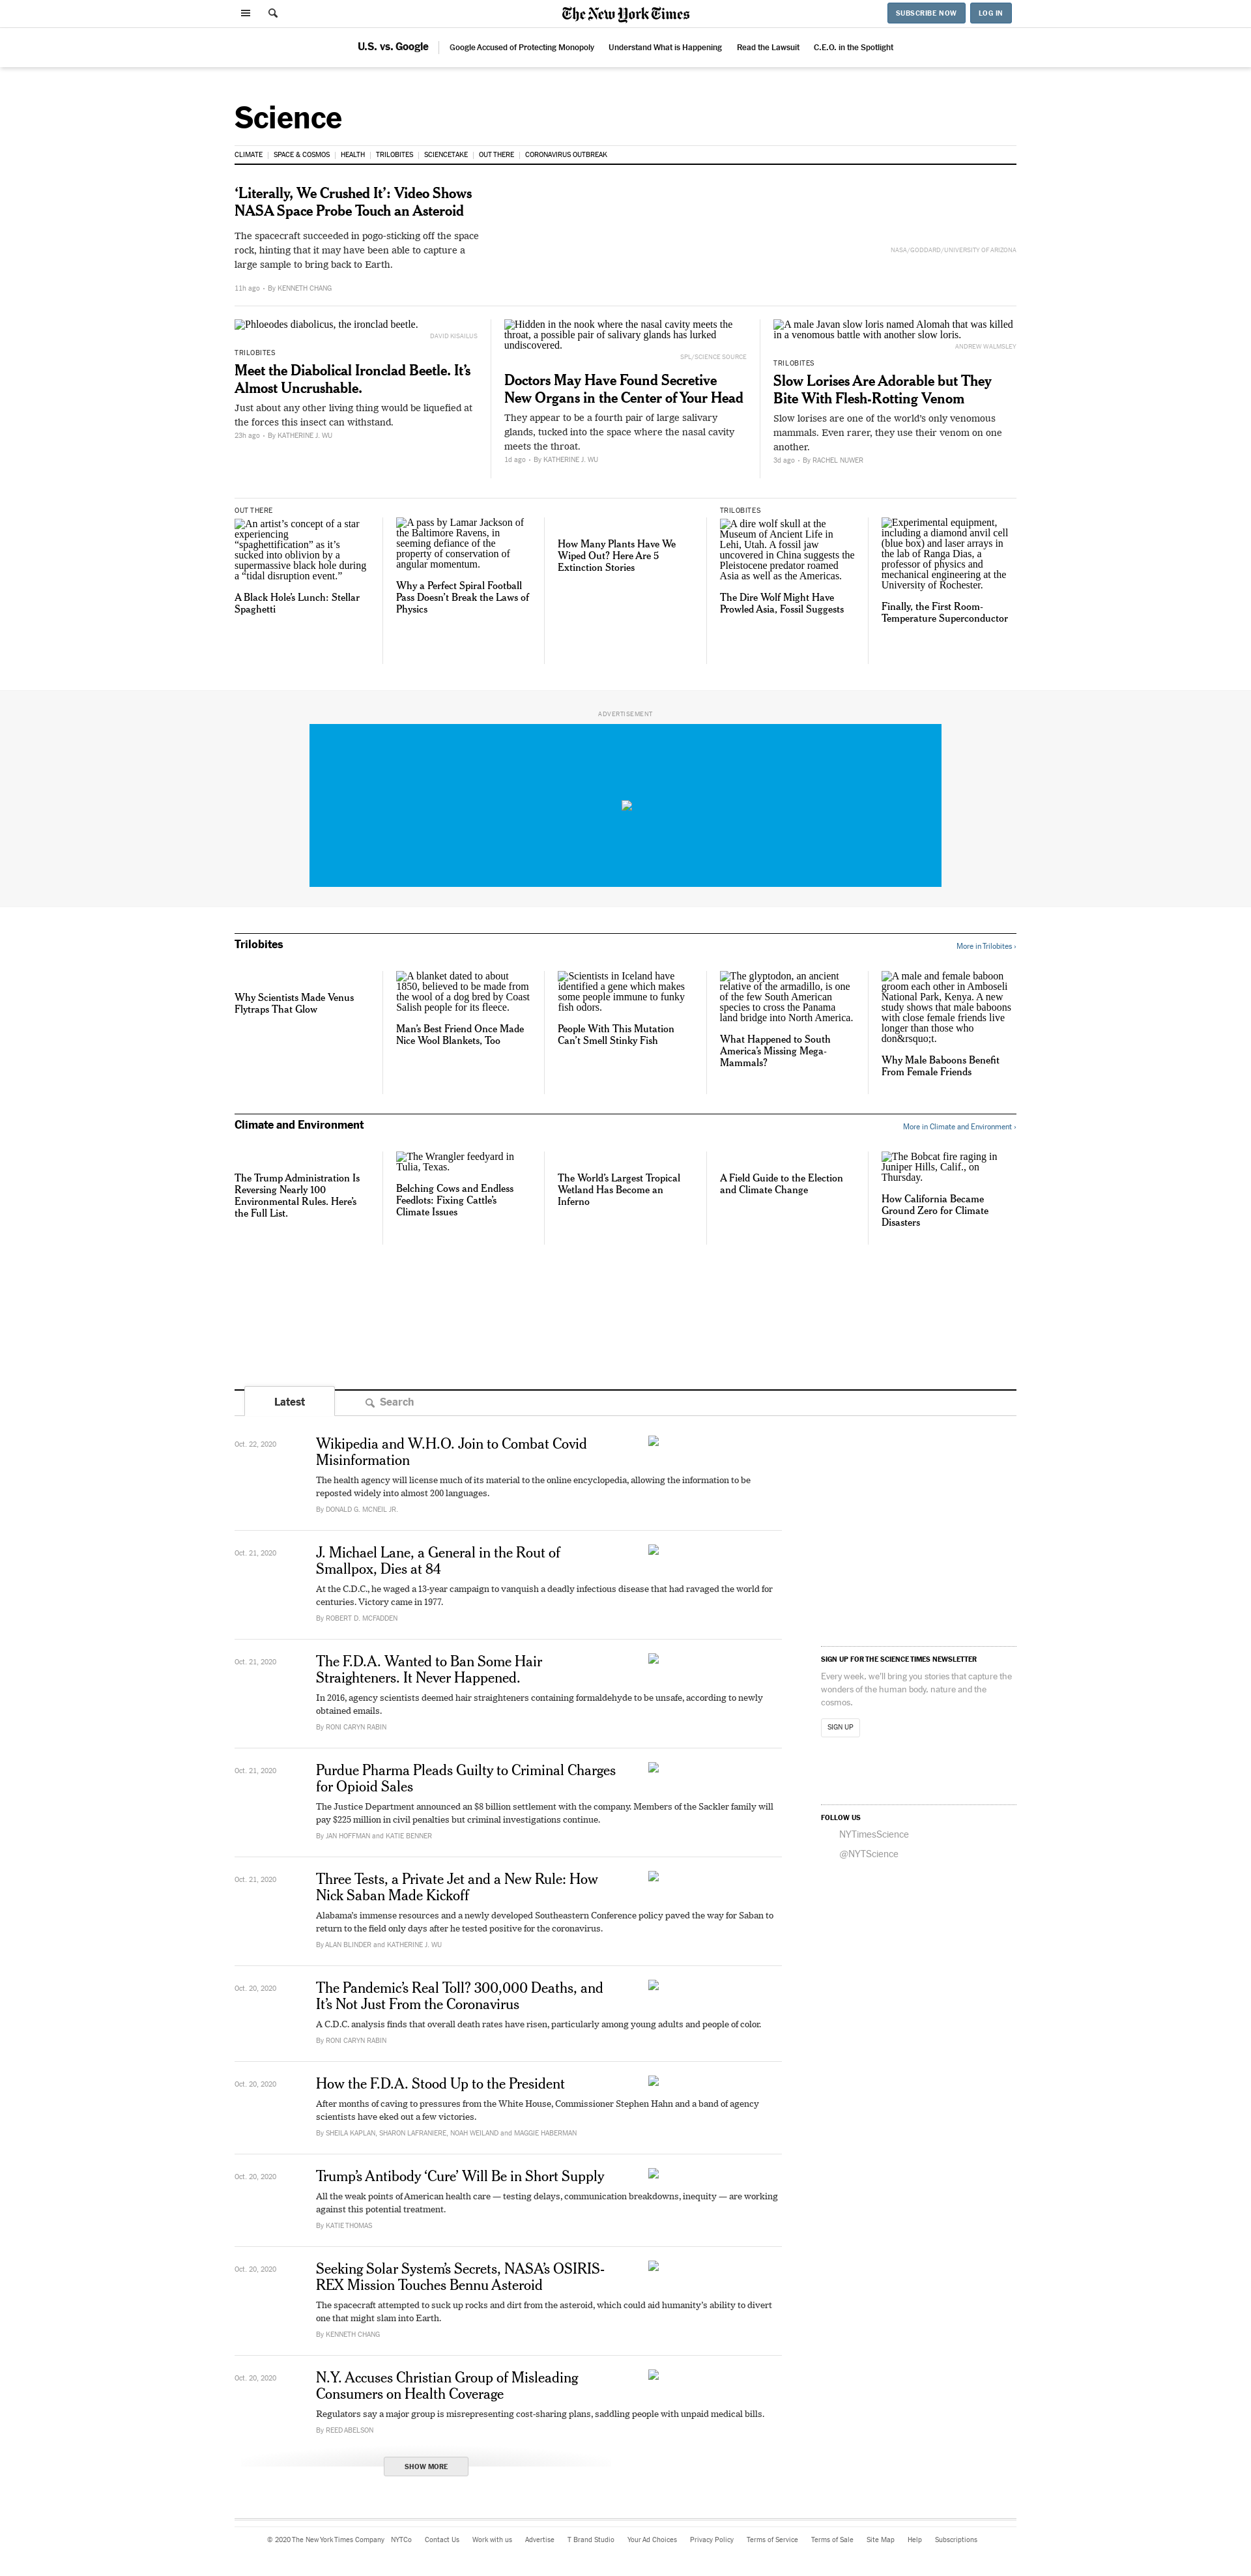 The New York Times
SUBSCRIBE NOW
LOG IN
U.S. vs. Google
Google Accused of Protecting Monopoly
Understand What is Happening
Read the Lawsuit
C.E.O. in the Spotlight
Science
CLIMATE
SPACE & COSMOS
HEALTH
TRILOBITES
SCIENCETAKE
OUT THERE
CORONAVIRUS OUTBREAK
‘Literally, We Crushed It’: Video Shows
NASA Space Probe Touch an Asteroid
The spacecraft succeeded in pogo-sticking off the space
rock, hinting that it may have been able to capture a
large sample to bring back to Earth.
11h ago - By KENNETH CHANG
NASA/GODDARD/UNIVERSITY OF ARIZONA
Phloeodes diabolicus, the ironclad beetle.
DAVID KISAILUS
TRILOBITES
Meet the Diabolical Ironclad Beetle. It’s
Almost Uncrushable.
Just about any other living thing would be liquefied at
the forces this insect can withstand.
23h ago - By KATHERINE J. WU
Hidden in the nook where the nasal cavity meets the
throat, a possible pair of salivary glands has lurked
undiscovered.
SPL/SCIENCE SOURCE
Doctors May Have Found Secretive
New Organs in the Center of Your Head
They appear to be a fourth pair of large salivary
glands, tucked into the space where the nasal cavity
meets the throat.
1d ago - By KATHERINE J. WU
A male Javan slow loris named Alomah that was killed
in a venomous battle with another slow loris.
ANDREW WALMSLEY
TRILOBITES
Slow Lorises Are Adorable but They
Bite With Flesh-Rotting Venom
Slow lorises are one of the world’s only venomous
mammals. Even rarer, they use their venom on one
another.
3d ago - By RACHEL NUWER
OUT THERE
An artist’s concept of a star
experiencing
“spaghettification” as it’s
sucked into oblivion by a
supermassive black hole during
a “tidal disruption event.”
A Black Hole’s Lunch: Stellar
Spaghetti
A pass by Lamar Jackson of
the Baltimore Ravens, in
seeming defiance of the
property of conservation of
angular momentum.
Why a Perfect Spiral Football
Pass Doesn’t Break the Laws of
Physics
How Many Plants Have We
Wiped Out? Here Are 5
Extinction Stories
TRILOBITES
A dire wolf skull at the
Museum of Ancient Life in
Lehi, Utah. A fossil jaw
uncovered in China suggests the
Pleistocene predator roamed
Asia as well as the Americas.
The Dire Wolf Might Have
Prowled Asia, Fossil Suggests
Experimental equipment,
including a diamond anvil cell
(blue box) and laser arrays in
the lab of Ranga Dias, a
professor of physics and
mechanical engineering at the
University of Rochester.
Finally, the First Room-
Temperature Superconductor
ADVERTISEMENT
Trilobites
More in Trilobites ›
Why Scientists Made Venus
Flytraps That Glow
A blanket dated to about
1850, believed to be made from
the wool of a dog bred by Coast
Salish people for its fleece.
Man’s Best Friend Once Made
Nice Wool Blankets, Too
Scientists in Iceland have
identified a gene which makes
some people immune to funky
fish odors.
People With This Mutation
Can’t Smell Stinky Fish
The glyptodon, an ancient
relative of the armadillo, is one
of the few South American
species to cross the Panama
land bridge into North America.
What Happened to South
America’s Missing Mega-
Mammals?
A male and female baboon
groom each other in Amboseli
National Park, Kenya. A new
study shows that male baboons
with close female friends live
longer than those who
don&rsquo;t.
Why Male Baboons Benefit
From Female Friends
Climate and Environment
More in Climate and Environment ›
The Trump Administration Is
Reversing Nearly 100
Environmental Rules. Here’s
the Full List.
The Wrangler feedyard in
Tulia, Texas.
Belching Cows and Endless
Feedlots: Fixing Cattle’s
Climate Issues
The World’s Largest Tropical
Wetland Has Become an
Inferno
A Field Guide to the Election
and Climate Change
The Bobcat fire raging in
Juniper Hills, Calif., on
Thursday.
How California Became
Ground Zero for Climate
Disasters
Latest
Search
Oct. 22, 2020
Wikipedia and W.H.O. Join to Combat Covid
Misinformation
The health agency will license much of its material to the online encyclopedia, allowing the information to be
reposted widely into almost 200 languages.
By DONALD G. MCNEIL JR.
Oct. 21, 2020
J. Michael Lane, a General in the Rout of
Smallpox, Dies at 84
At the C.D.C., he waged a 13-year campaign to vanquish a deadly infectious disease that had ravaged the world for
centuries. Victory came in 1977.
By ROBERT D. MCFADDEN
Oct. 21, 2020
The F.D.A. Wanted to Ban Some Hair
Straighteners. It Never Happened.
In 2016, agency scientists deemed hair straighteners containing formaldehyde to be unsafe, according to newly
obtained emails.
By RONI CARYN RABIN
Oct. 21, 2020
Purdue Pharma Pleads Guilty to Criminal Charges
for Opioid Sales
The Justice Department announced an $8 billion settlement with the company. Members of the Sackler family will
pay $225 million in civil penalties but criminal investigations continue.
By JAN HOFFMAN and KATIE BENNER
Oct. 21, 2020
Three Tests, a Private Jet and a New Rule: How
Nick Saban Made Kickoff
Alabama’s immense resources and a newly developed Southeastern Conference policy paved the way for Saban to
return to the field only days after he tested positive for the coronavirus.
By ALAN BLINDER and KATHERINE J. WU
Oct. 20, 2020
The Pandemic’s Real Toll? 300,000 Deaths, and
It’s Not Just From the Coronavirus
A C.D.C. analysis finds that overall death rates have risen, particularly among young adults and people of color.
By RONI CARYN RABIN
Oct. 20, 2020
How the F.D.A. Stood Up to the President
After months of caving to pressures from the White House, Commissioner Stephen Hahn and a band of agency
scientists have eked out a few victories.
By SHEILA KAPLAN, SHARON LAFRANIERE, NOAH WEILAND and MAGGIE HABERMAN
Oct. 20, 2020
Trump’s Antibody ‘Cure’ Will Be in Short Supply
All the weak points of American health care — testing delays, communication breakdowns, inequity — are working
against this potential treatment.
By KATIE THOMAS
Oct. 20, 2020
Seeking Solar System’s Secrets, NASA’s OSIRIS-
REX Mission Touches Bennu Asteroid
The spacecraft attempted to suck up rocks and dirt from the asteroid, which could aid humanity’s ability to divert
one that might slam into Earth.
By KENNETH CHANG
Oct. 20, 2020
N.Y. Accuses Christian Group of Misleading
Consumers on Health Coverage
Regulators say a major group is misrepresenting cost-sharing plans, saddling people with unpaid medical bills.
By REED ABELSON
SHOW MORE
SIGN UP FOR THE SCIENCE TIMES NEWSLETTER
Every week, we’ll bring you stories that capture the
wonders of the human body, nature and the
cosmos.
SIGN UP
FOLLOW US
NYTimesScience
@NYTScience
© 2020 The New York Times Company
NYTCo
Contact Us
Work with us
Advertise
T Brand Studio
Your Ad Choices
Privacy Policy
Terms of Service
Terms of Sale
Site Map
Help
Subscriptions